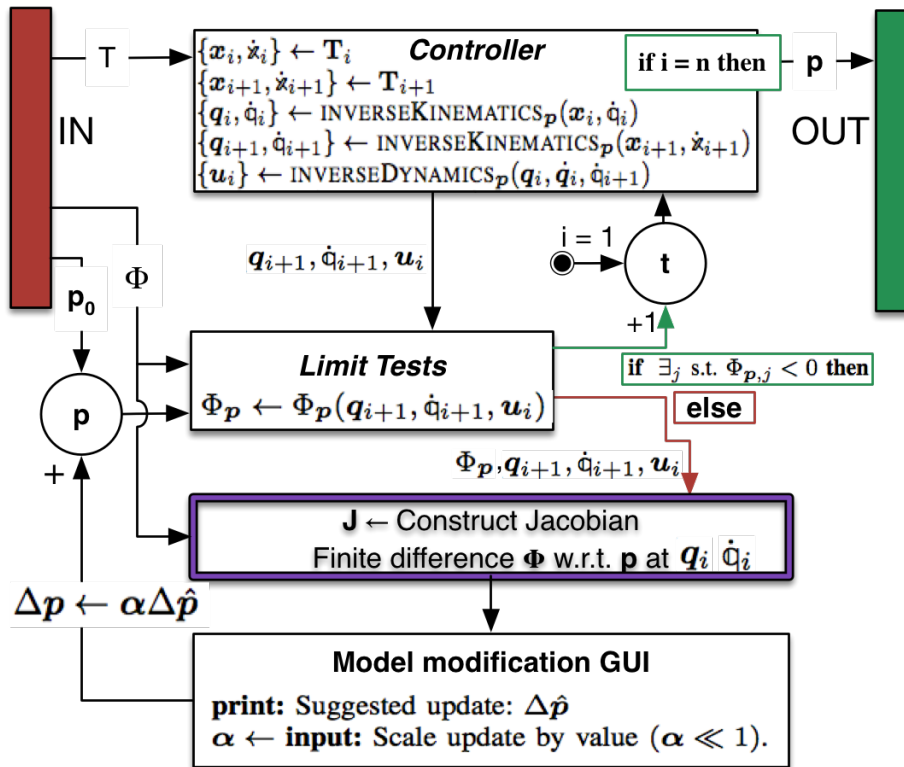 IN
T
Controller
{x_i, ẋ_i} ← T_i
{x_{i+1}, ẋ_{i+1}} ← T_{i+1}
{q_i, q̇_i} ← INVERSEKINEMATICS_p(x_i, q̇_i)
{q_{i+1}, q̇_{i+1}} ← INVERSEKINEMATICS_p(x_{i+1}, ẋ_{i+1})
{u_i} ← INVERSEDYNAMICS_p(q_i, q̇_i, q̇_{i+1})
if i = n then
p
OUT
q_{i+1}, q̇_{i+1}, u_i
i = 1
t
+1
Φ
p_0
p
+
Limit Tests
Φ_p ← Φ_p(q_{i+1}, q̇_{i+1}, u_i)
if ∃_j s.t. Φ_{p,j} < 0 then
else
Φ_p, q_{i+1}, q̇_{i+1}, u_i
J ← Construct Jacobian
Finite difference Φ w.r.t. p at q_i q̇_i
Δp ← αΔp̂
Model modification GUI
print: Suggested update: Δp̂
α ← input: Scale update by value (α ≪ 1).